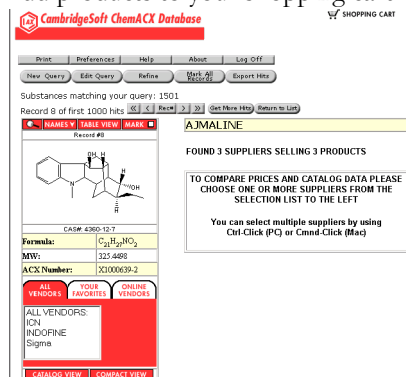 add products to your shopping cart
CambridgeSoft ChemACX Database
SHOPPING CART
Print Preferences Help About Log Off
New Query Edit Query Refine Mark All Records Export Hits
Substances matching your query: 1501
Record 8 of first 1000 hits Rec# Get More Hits Return to List
NAMES TABLE VIEW MARK
Record #8
AJMALINE
FOUND 3 SUPPLIERS SELLING 3 PRODUCTS
TO COMPARE PRICES AND CATALOG DATA PLEASE
CHOOSE ONE OR MORE SUPPLIERS FROM THE
SELECTION LIST TO THE LEFT
You can select multiple suppliers by using
Ctrl-Click (PC) or Cmnd-Click (Mac)
OH H
N
N OH
H
CAS#: 4360-12-7
Formula: C21H27NO2
MW: 325.4498
ACX Number: X1000639-2
ALL VENDORS YOUR FAVORITES ONLINE VENDORS
ALL VENDORS:
ICN
INDOFINE
Sigma
CATALOG VIEW COMPACT VIEW